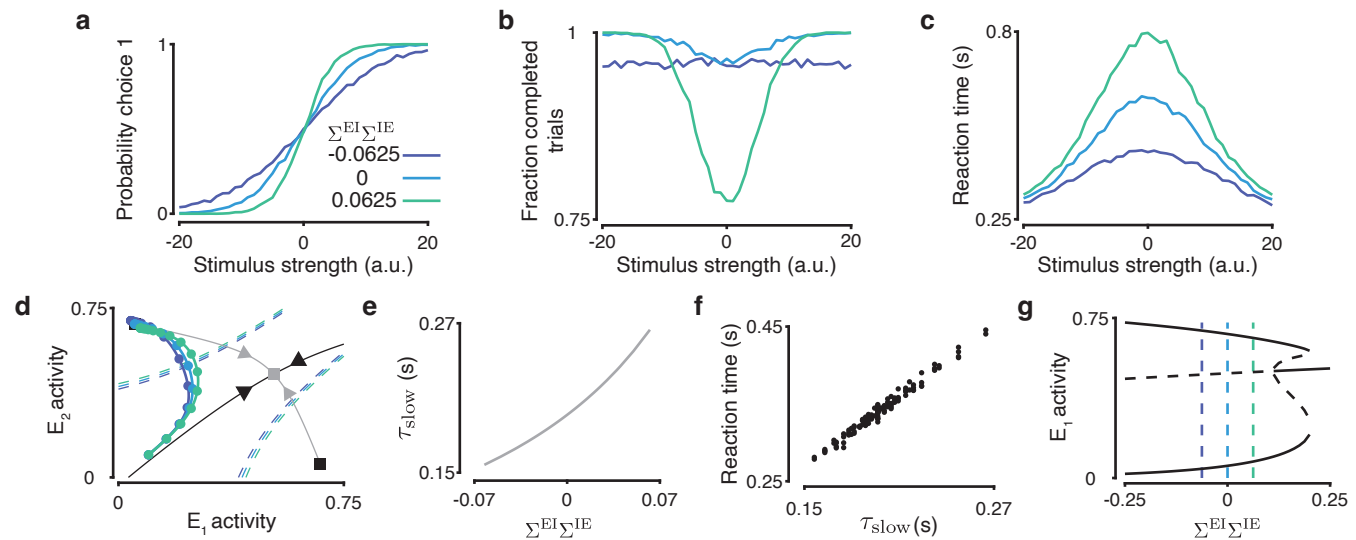 a
Probability choice 1
1
0
-20
0
20
Stimulus strength (a.u.)
Σ^EI Σ^IE
-0.0625
0
0.0625
b
Fraction completed
trials
1
0.75
-20
0
20
Stimulus strength (a.u.)
c
Reaction time (s)
0.8
0.25
-20
0
20
Stimulus strength (a.u.)
d
E₂ activity
0.75
0
0
0.75
E₁ activity
e
τ_slow (s)
0.27
0.15
-0.07
0
0.07
Σ^EI Σ^IE
f
Reaction time (s)
0.45
0.25
0.15
0.27
τ_slow (s)
g
E₁ activity
0.75
0
-0.25
0
0.25
Σ^EI Σ^IE